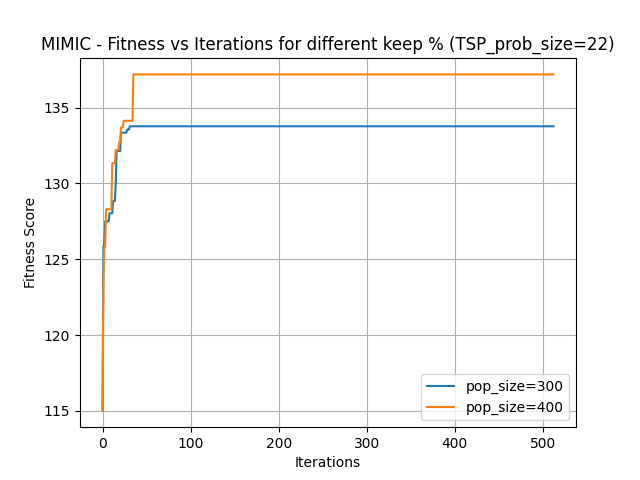 MIMIC - Fitness vs Iterations for different keep % (TSP_prob_size=22)
Fitness Score
135
130
125
120
115
0 100 200 300 400 500
Iterations
pop_size=300
pop_size=400